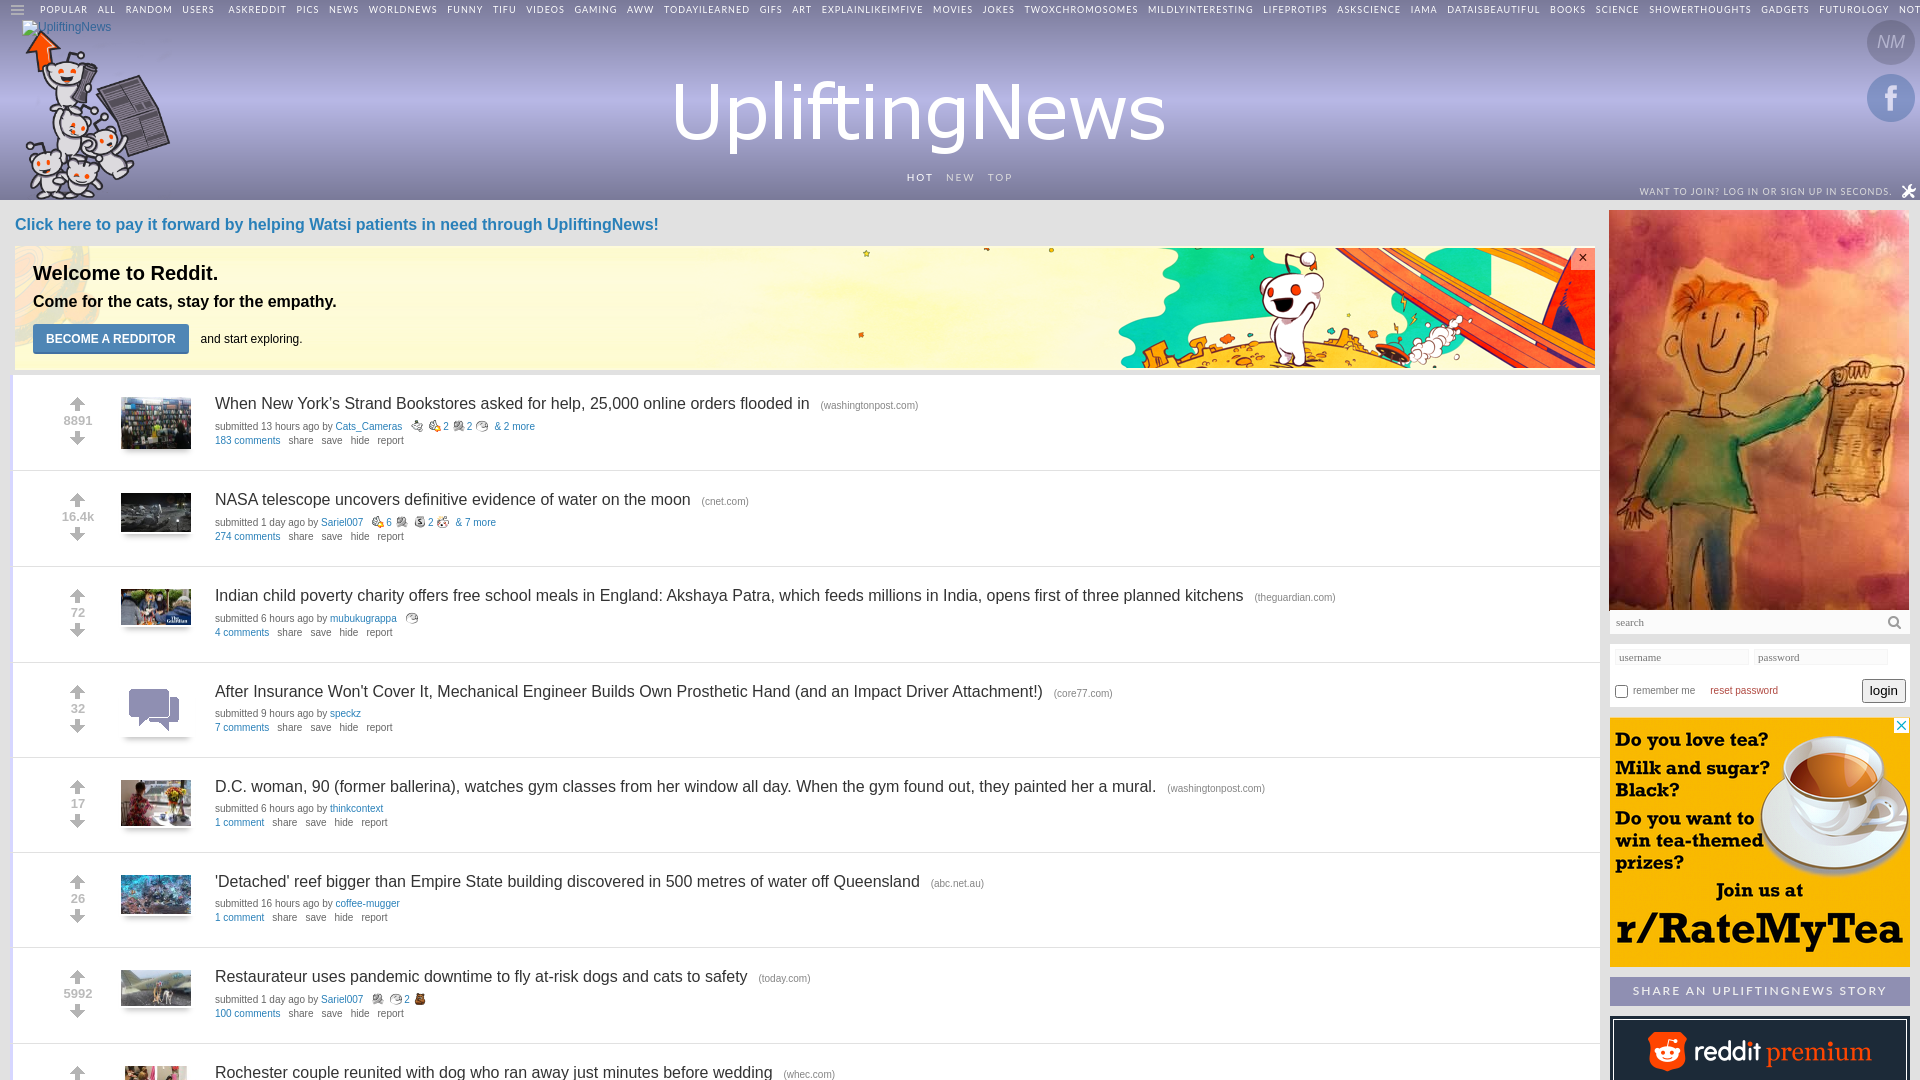 POPULAR ALL RANDOM USERS ASKREDDIT PICS NEWS WORLDNEWS FUNNY TIFU VIDEOS GAMING AWW TODAYILEARNED GIFS ART EXPLAINLIKEIMFIVE MOVIES JOKES TWOXCHROMOSOMES MILDLYINTERESTING LIFEPROTIPS ASKSCIENCE IAMA DATAISBEAUTIFUL BOOKS SCIENCE SHOWERTHOUGHTS GADGETS FUTUROLOGY NOT
UpliftingNews
NM
UpliftingNews
HOT NEW TOP
WANT TO JOIN? LOG IN OR SIGN UP IN SECONDS.
Click here to pay it forward by helping Watsi patients in need through UpliftingNews!
Welcome to Reddit.
Come for the cats, stay for the empathy.
BECOME A REDDITOR and start exploring.
×
8891
When New York’s Strand Bookstores asked for help, 25,000 online orders flooded in (washingtonpost.com)
submitted 13 hours ago by Cats_Cameras 2 2 & 2 more
183 comments share save hide report
16.4k
NASA telescope uncovers definitive evidence of water on the moon (cnet.com)
submitted 1 day ago by Sariel007 6 2 & 7 more
274 comments share save hide report
72
Indian child poverty charity offers free school meals in England: Akshaya Patra, which feeds millions in India, opens first of three planned kitchens (theguardian.com)
submitted 6 hours ago by mubukugrappa
4 comments share save hide report
32
After Insurance Won't Cover It, Mechanical Engineer Builds Own Prosthetic Hand (and an Impact Driver Attachment!) (core77.com)
submitted 9 hours ago by speckz
7 comments share save hide report
17
D.C. woman, 90 (former ballerina), watches gym classes from her window all day. When the gym found out, they painted her a mural. (washingtonpost.com)
submitted 6 hours ago by thinkcontext
1 comment share save hide report
26
'Detached' reef bigger than Empire State building discovered in 500 metres of water off Queensland (abc.net.au)
submitted 16 hours ago by coffee-mugger
1 comment share save hide report
5992
Restaurateur uses pandemic downtime to fly at-risk dogs and cats to safety (today.com)
submitted 1 day ago by Sariel007 2
100 comments share save hide report
Rochester couple reunited with dog who ran away just minutes before wedding (whec.com)
search
username password
remember me reset password login
Do you love tea?
Milk and sugar?
Black?
Do you want to
win tea-themed
prizes?
Join us at
r/RateMyTea
SHARE AN UPLIFTINGNEWS STORY
reddit premium